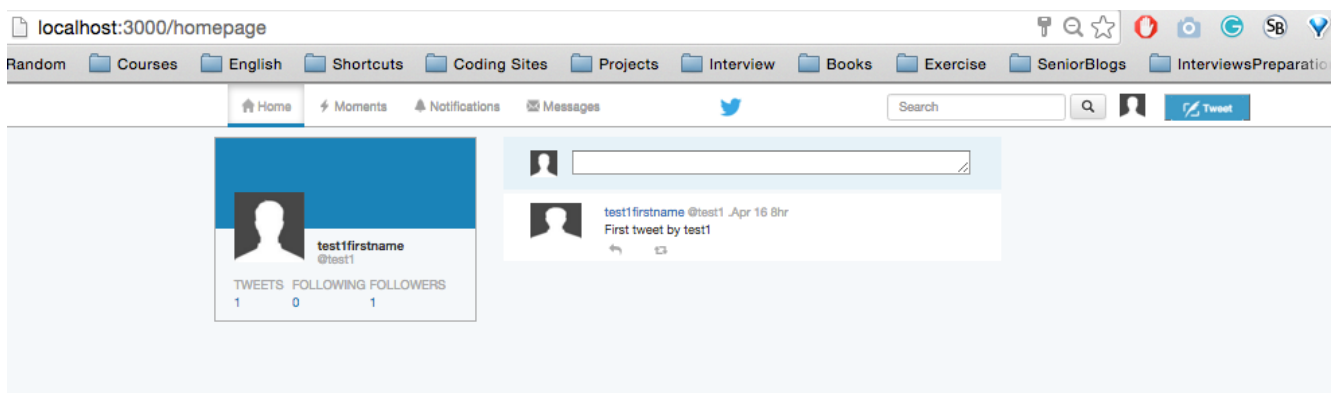 localhost:3000/homepage
SB
Random Courses English Shortcuts Coding Sites Projects Interview Books Exercise SeniorBlogs InterviewsPreparatio
Home Moments Notifications Messages Search Tweet
test1firstname
@test1
TWEETS FOLLOWING FOLLOWERS
1 0 1
test1firstname @test1 .Apr 16 8hr
First tweet by test1